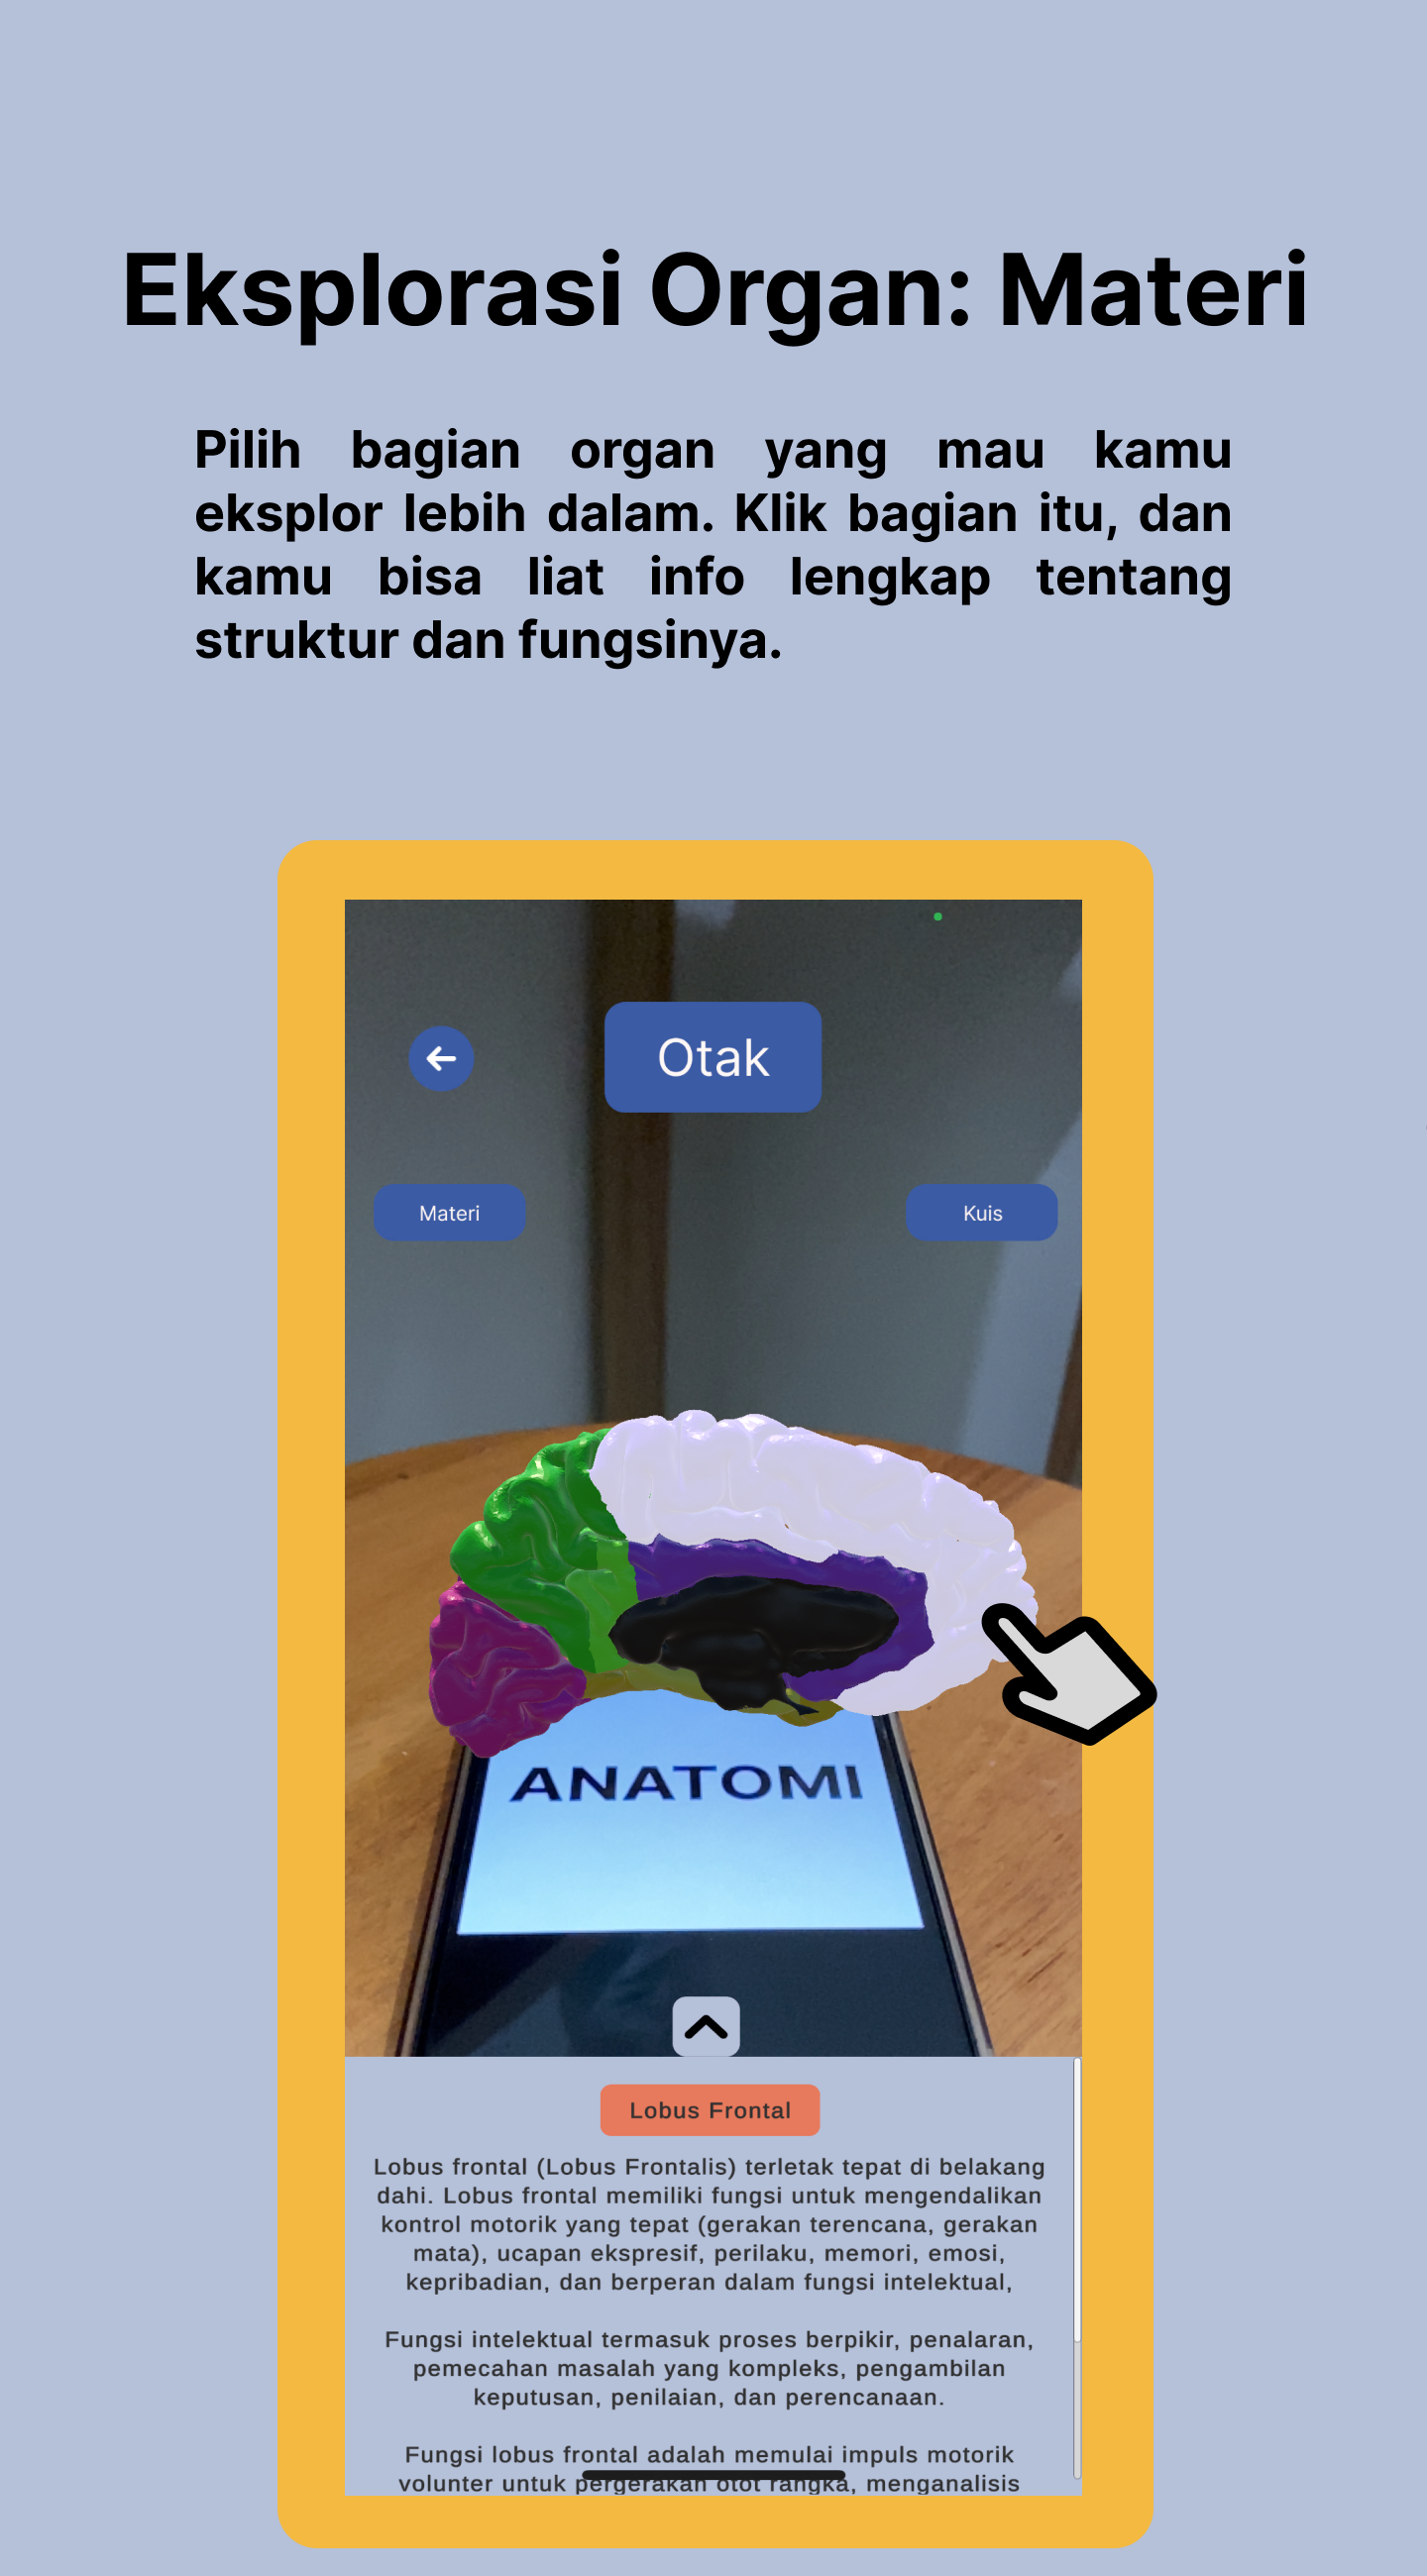 Eksplorasi Organ: Materi
Pilih bagian organ yang mau kamu
eksplor lebih dalam. Klik bagian itu, dan
kamu bisa liat info lengkap tentang
struktur dan fungsinya.
Otak
Materi
Kuis
ANATOMI
Lobus Frontal
Lobus frontal (Lobus Frontalis) terletak tepat di belakang
dahi. Lobus frontal memiliki fungsi untuk mengendalikan
kontrol motorik yang tepat (gerakan terencana, gerakan
mata), ucapan ekspresif, perilaku, memori, emosi,
kepribadian, dan berperan dalam fungsi intelektual,
Fungsi intelektual termasuk proses berpikir, penalaran,
pemecahan masalah yang kompleks, pengambilan
keputusan, penilaian, dan perencanaan.
Fungsi lobus frontal adalah memulai impuls motorik
volunter untuk pergerakan otot rangka, menganalisis